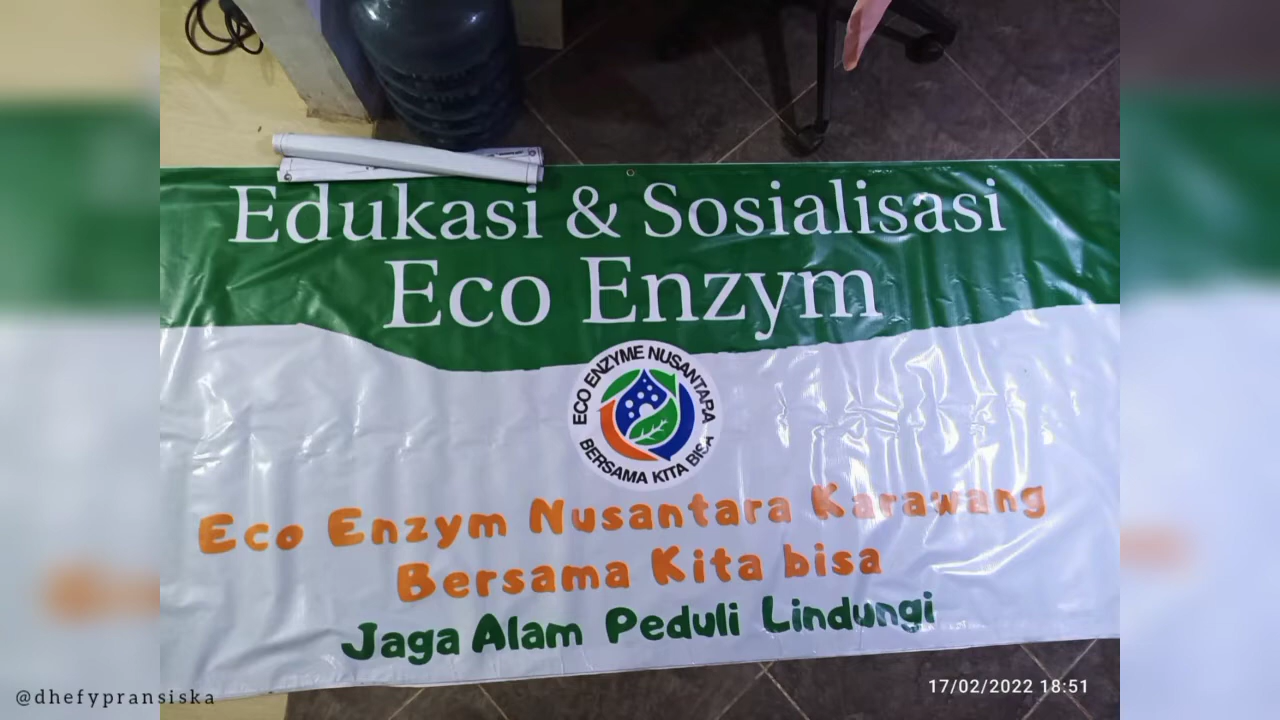 Edukasi & Sosialisasi
Eco Enzym
ECO ENZYME NUSANTARA
BERSAMA KITA BISA
Eco Enzym Nusantara Karawang
Bersama Kita bisa
Jaga Alam Peduli Lindungi
17/02/2022 18:51
@dhefypransiska